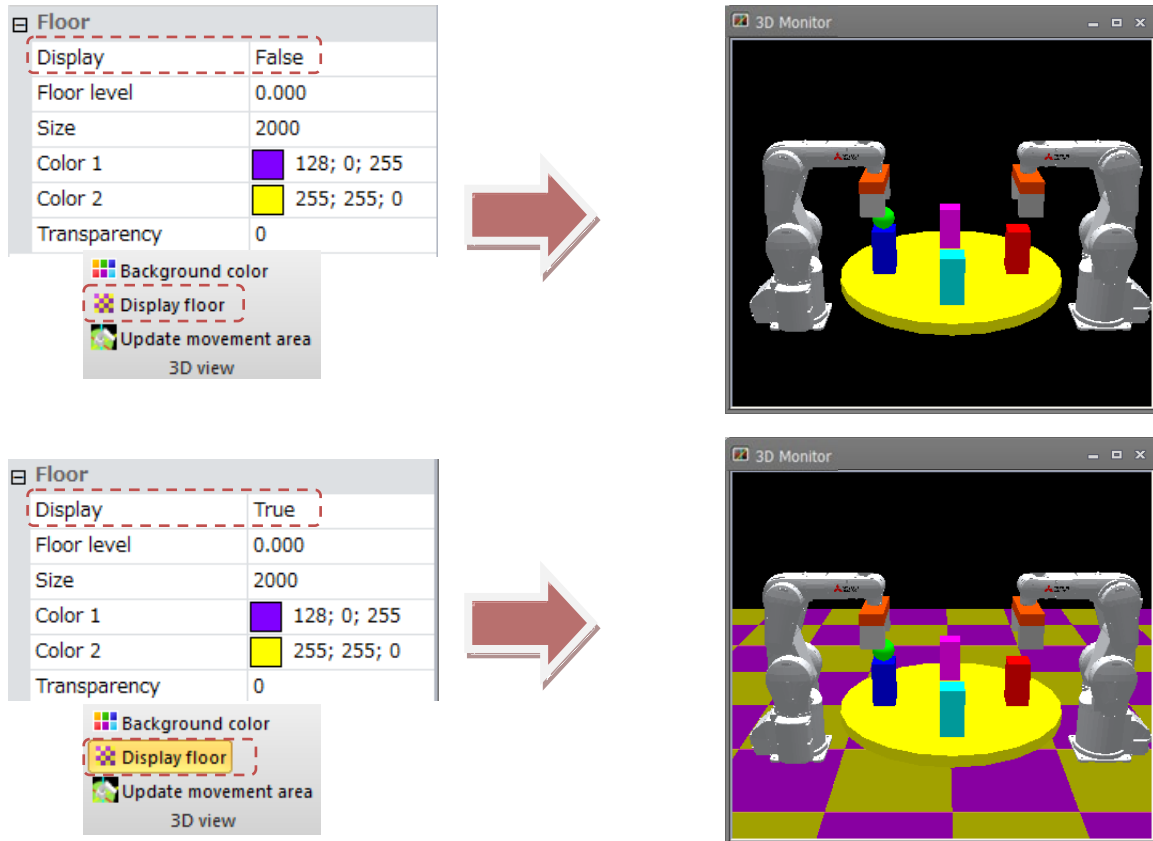 Floor
Display False
Floor level 0.000
Size 2000
Color 1 128; 0; 255
Color 2 255; 255; 0
Transparency 0
Background color
Display floor
Update movement area
3D view
3D Monitor
Floor
Display True
Floor level 0.000
Size 2000
Color 1 128; 0; 255
Color 2 255; 255; 0
Transparency 0
Background color
Display floor
Update movement area
3D view
3D Monitor